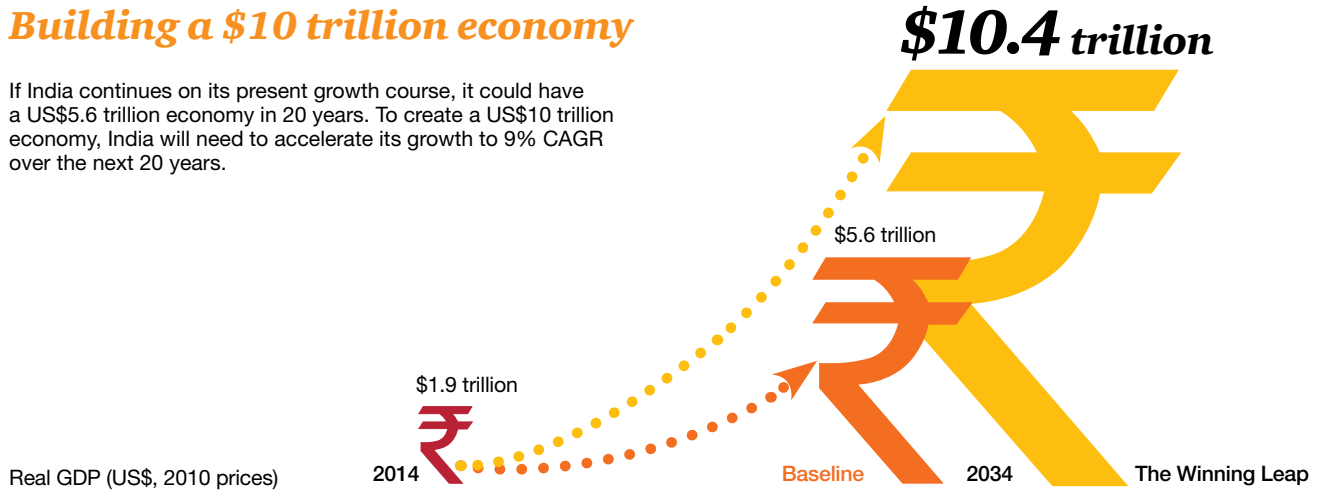 Building a $10 trillion economy
If India continues on its present growth course, it could have
a US$5.6 trillion economy in 20 years. To create a US$10 trillion
economy, India will need to accelerate its growth to 9% CAGR
over the next 20 years.
$10.4 trillion
$5.6 trillion
$1.9 trillion
Real GDP (US$, 2010 prices)
2014
Baseline
2034
The Winning Leap